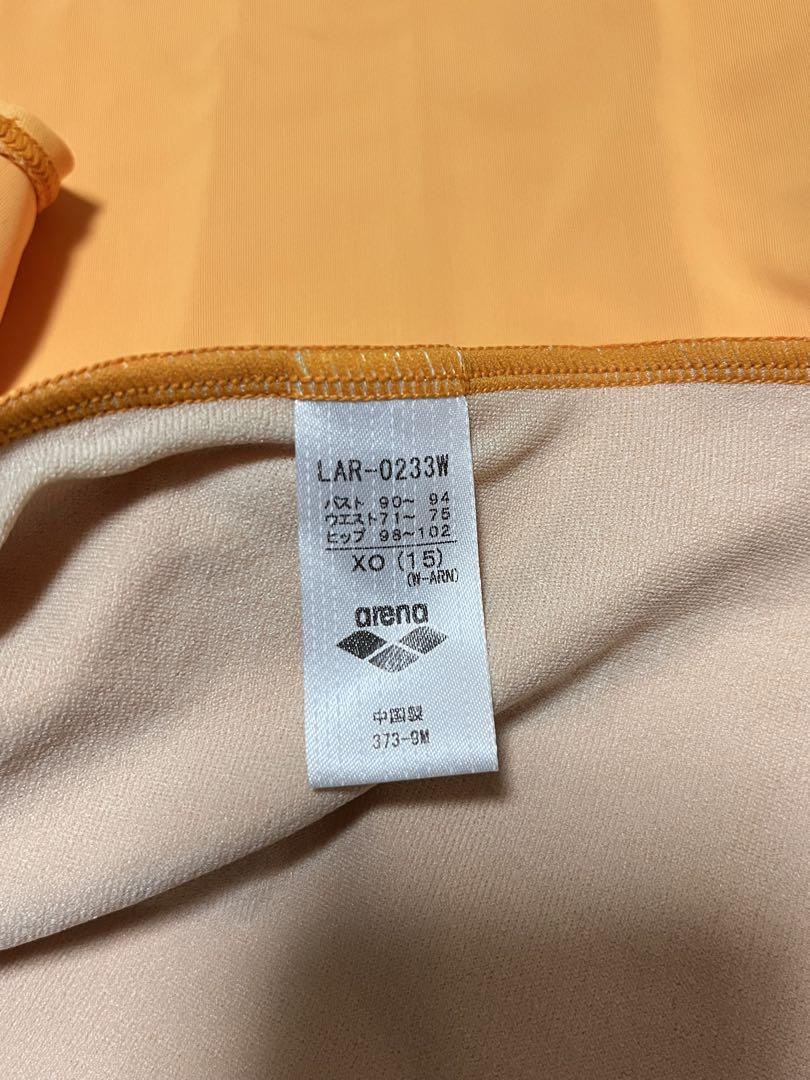 LAR-0233W
バスト 90～ 94
ウエスト71～ 75
ヒップ 98～102
XO (15)
(W-ARN)
arena
中国製
373-9M